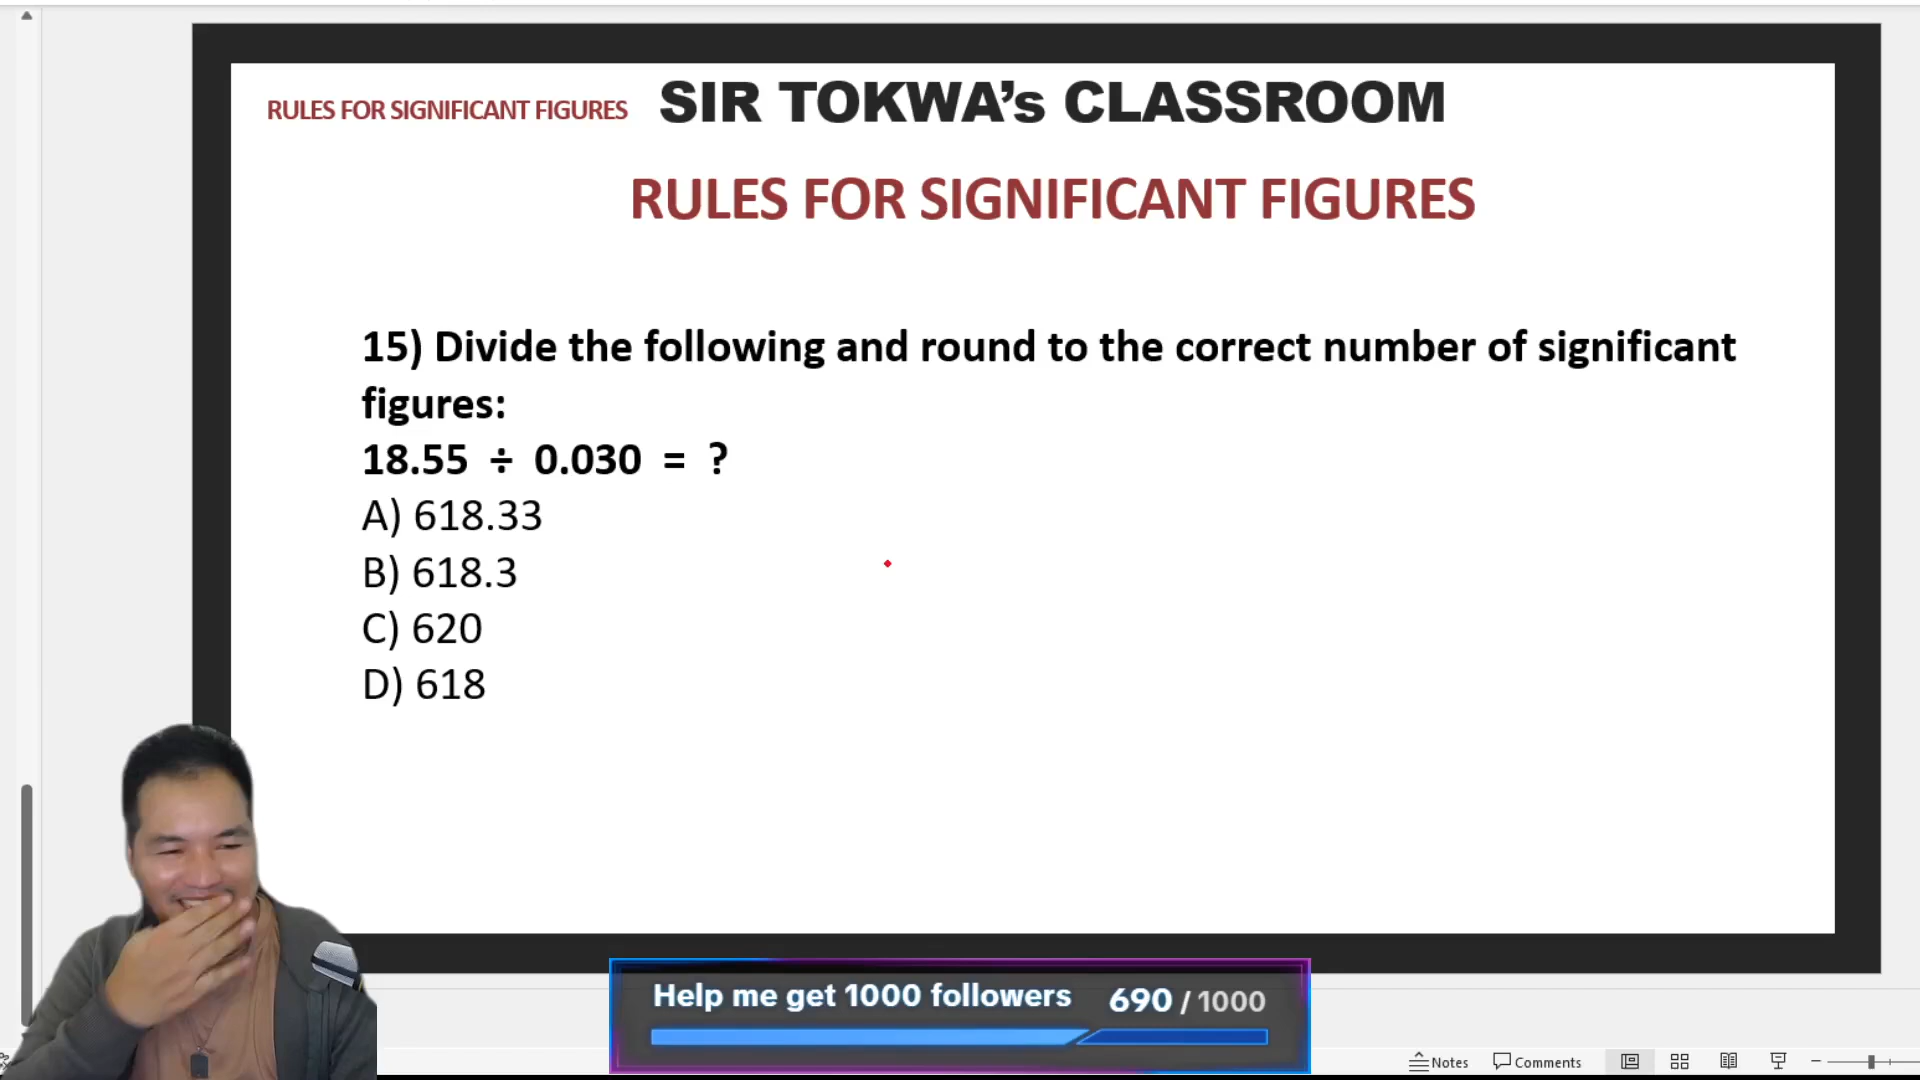 RULES FOR SIGNIFICANT FIGURES
SIR TOKWA's CLASSROOM
RULES FOR SIGNIFICANT FIGURES
15) Divide the following and round to the correct number of significant
figures:
18.55 ÷ 0.030 = ?
A) 618.33
B) 618.3
C) 620
D) 618
Help me get 1000 followers 690 / 1000
Notes Comments